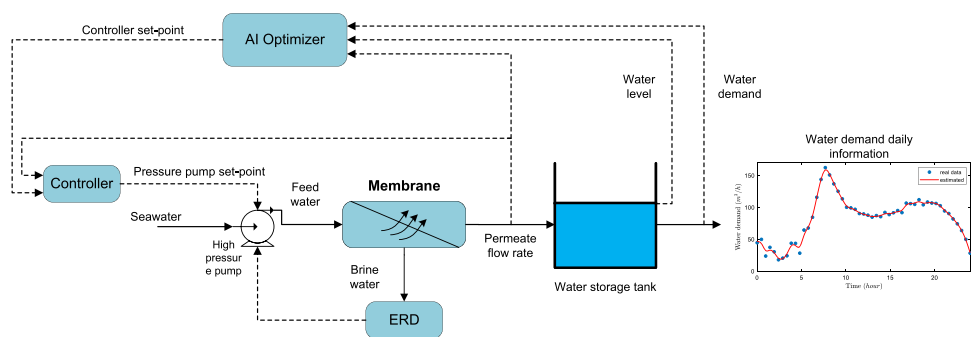 Controller set-point
AI Optimizer
Water
level
Water
demand
Water demand daily
information
Controller
Pressure pump set-point
Feed
water
Membrane
Seawater
High
pressur
e pump
Permeate
flow rate
Brine
water
Water storage tank
ERD
real data
estimated
Water demand (m³/h)
150
100
50
0
0
5
10
15
20
Time (hour)